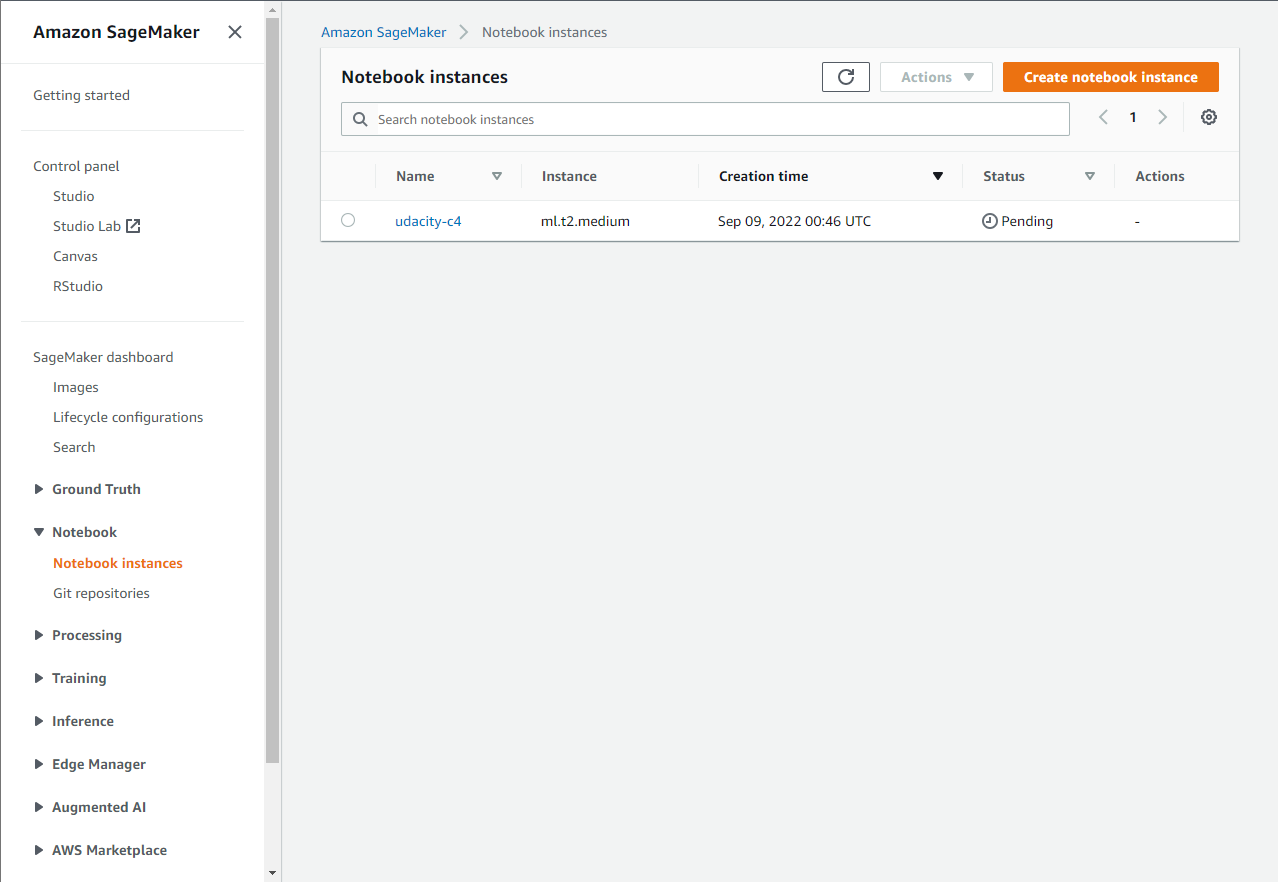 Amazon SageMaker
Getting started
Control panel
Studio
Studio Lab
Canvas
RStudio
SageMaker dashboard
Images
Lifecycle configurations
Search
Ground Truth
Notebook
Notebook instances
Git repositories
Processing
Training
Inference
Edge Manager
Augmented AI
AWS Marketplace
Amazon SageMaker Notebook instances
Notebook instances Actions Create notebook instance
Search notebook instances 1
Name Instance Creation time Status Actions
udacity-c4 ml.t2.medium Sep 09, 2022 00:46 UTC Pending -